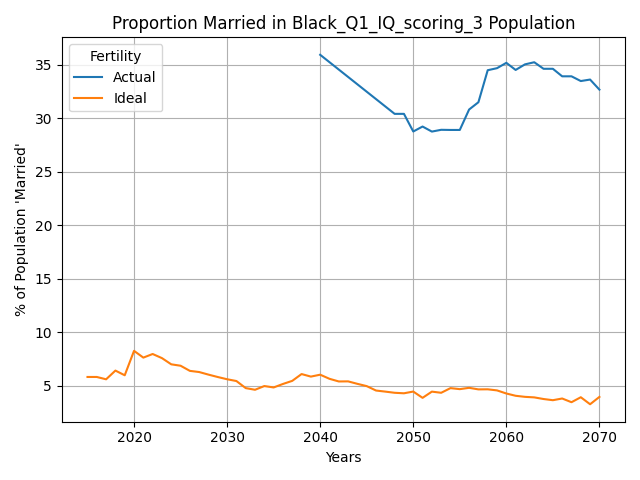 Proportion Married in Black_Q1_IQ_scoring_3 Population
Fertility
Actual
Ideal
% of Population 'Married'
35
30
25
20
15
10
5
2020 2030 2040 2050 2060 2070
Years